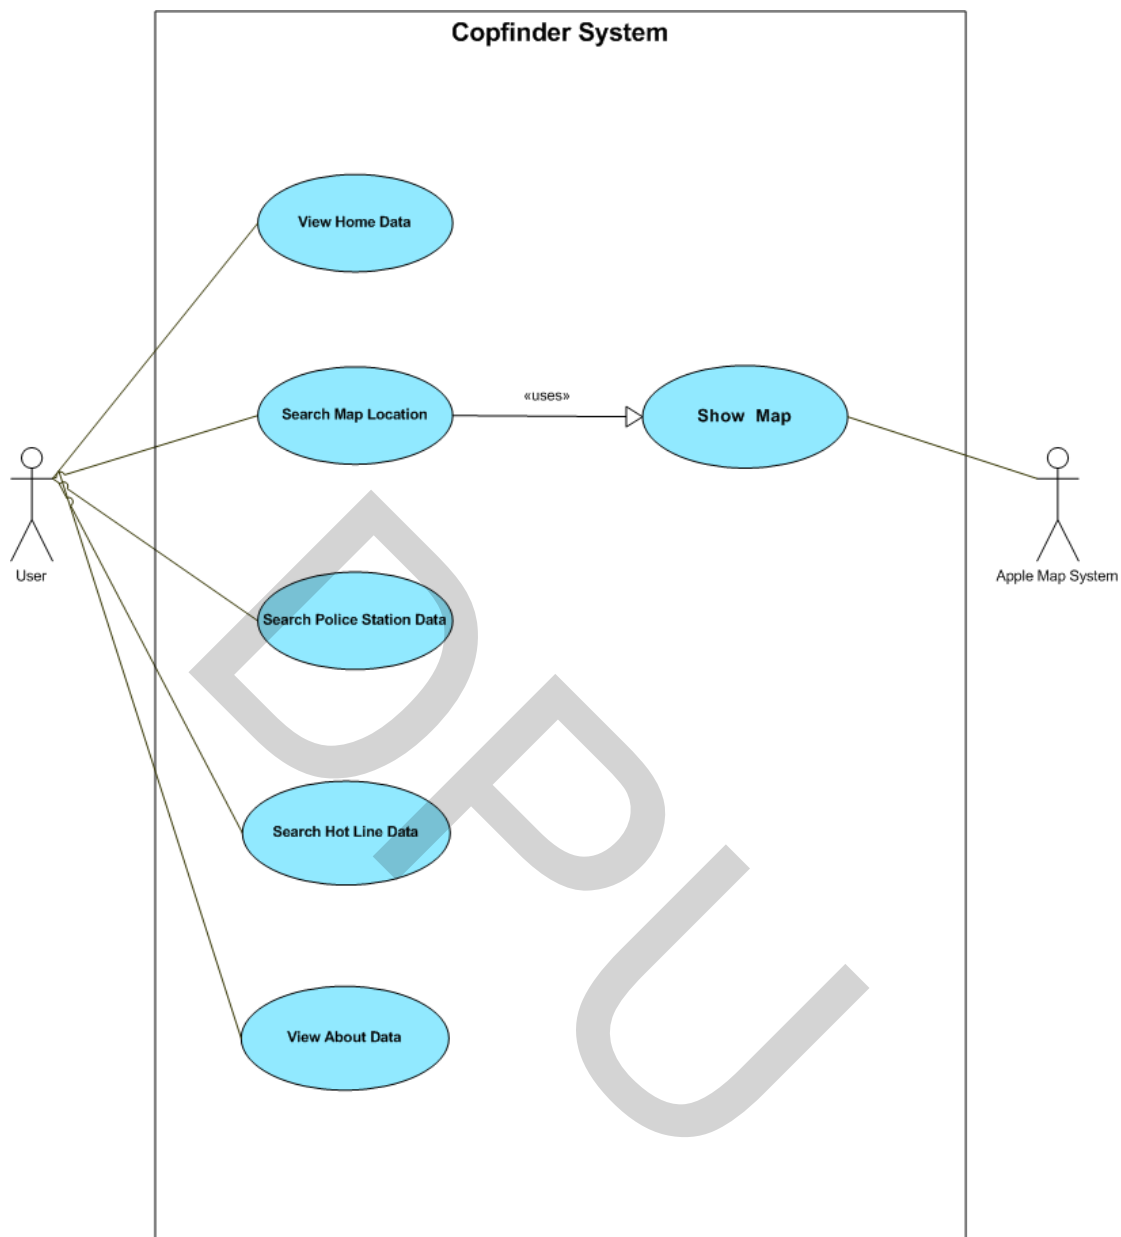 Copfinder System
View Home Data
Search Map Location
«uses»
Show Map
User
Apple Map System
Search Police Station Data
Search Hot Line Data
View About Data
DPU